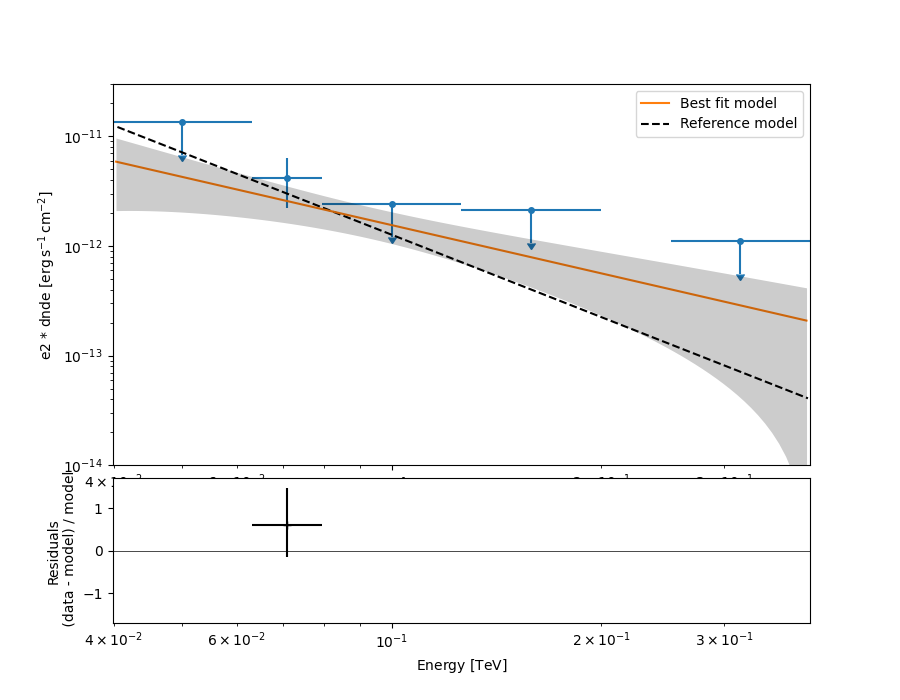 Best fit model
Reference model
e2 * dnde [erg s⁻¹ cm⁻²]
10⁻¹¹
10⁻¹²
10⁻¹³
10⁻¹⁴
Residuals
(data - model) / model
1
0
−1
4 × 10⁻²
6 × 10⁻²
10⁻¹
2 × 10⁻¹
3 × 10⁻¹
Energy [TeV]